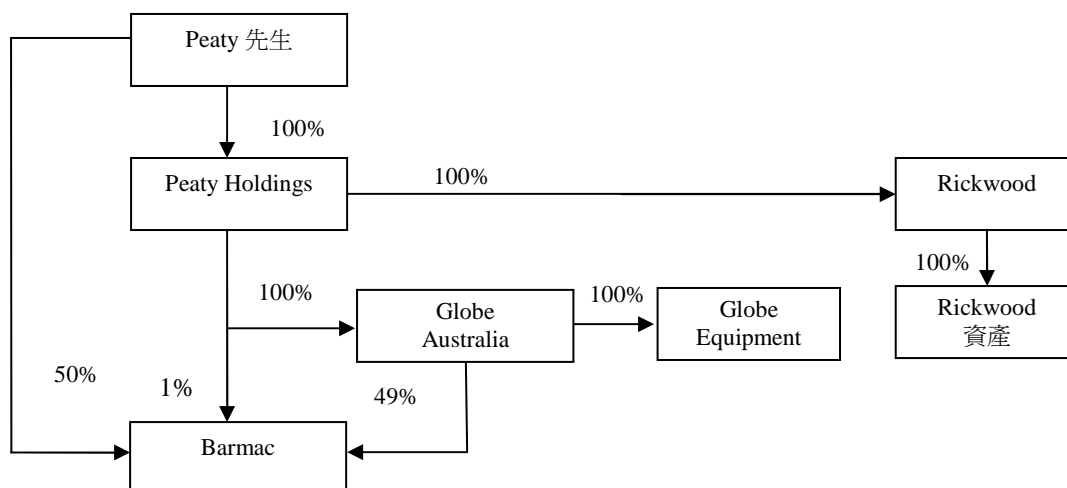 Peaty 先生
100%
Peaty Holdings
100%
Rickwood
100%
100%
100%
Globe
Australia
Globe
Equipment
Rickwood
資產
50%
1%
49%
Barmac